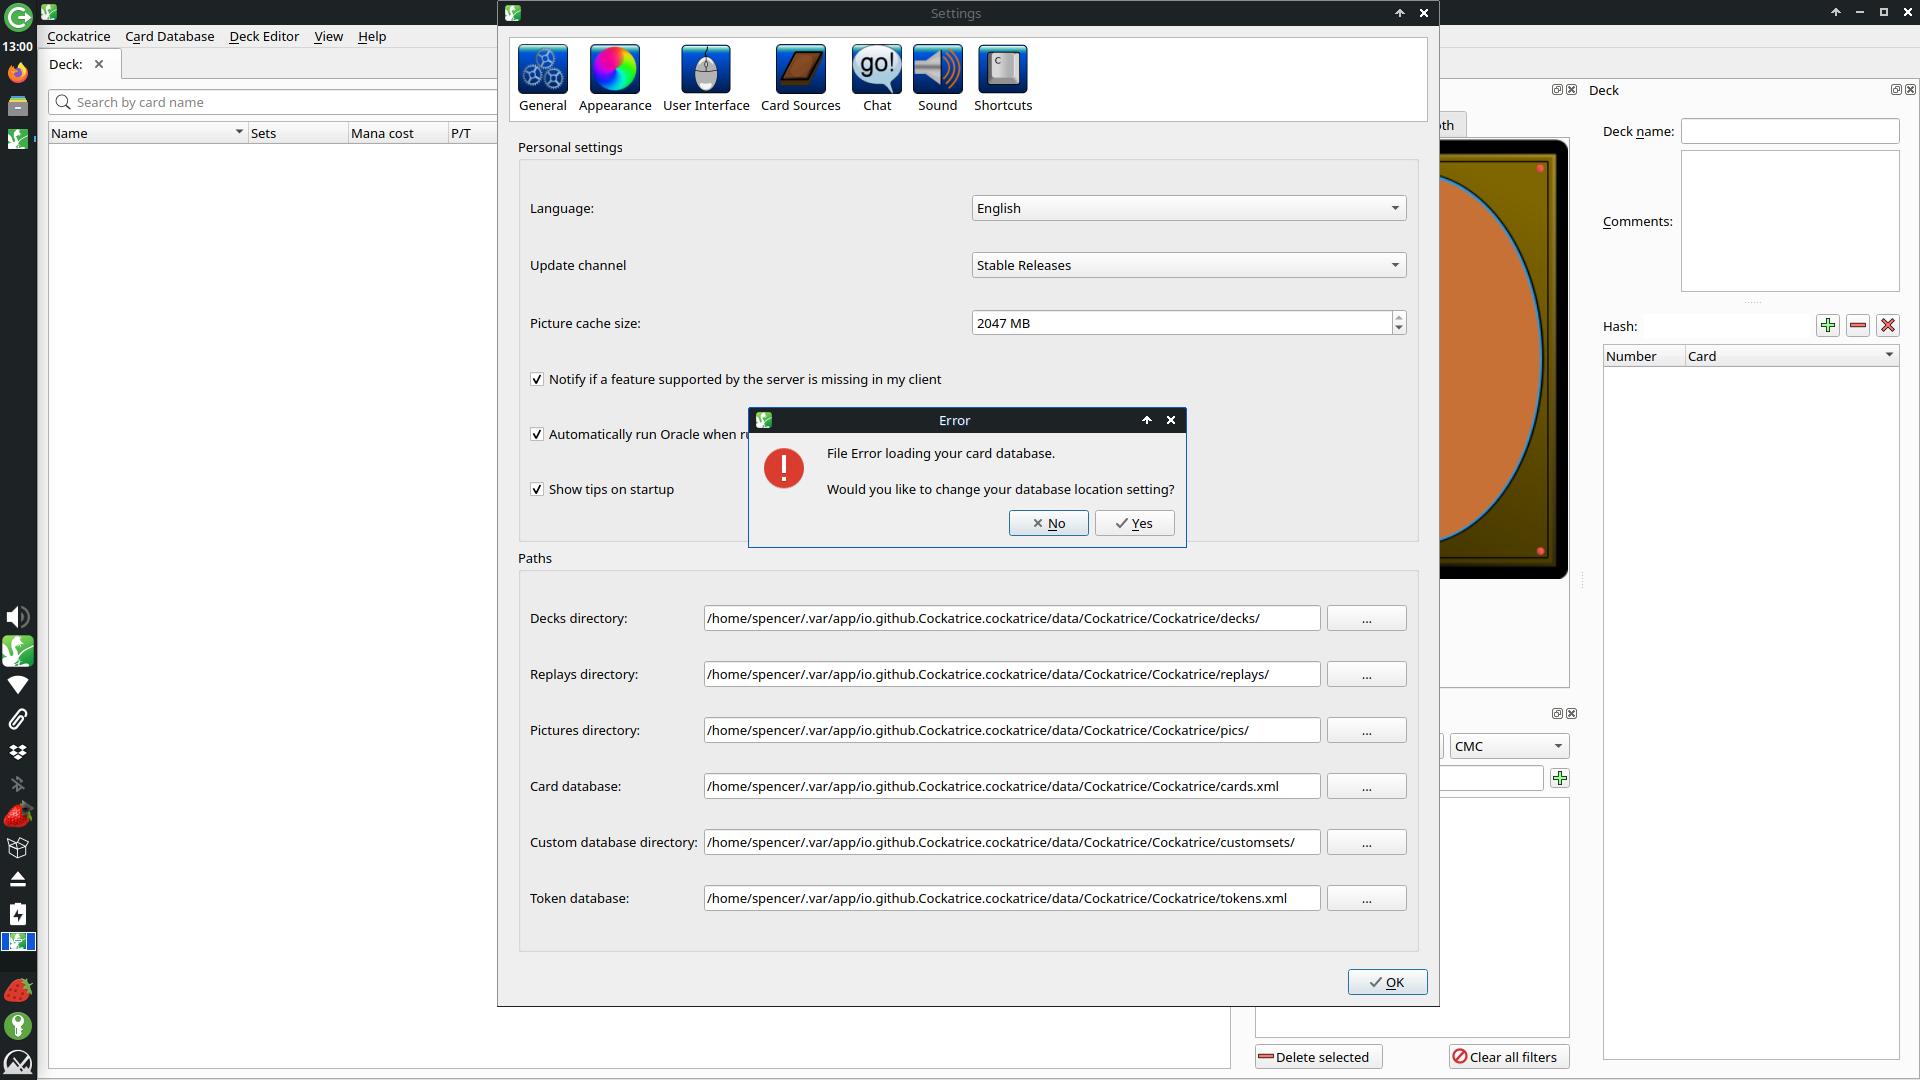 Settings
13:00
Cockatrice Card Database Deck Editor View Help
Deck:
Search by card name
Name Sets Mana cost P/T
General Appearance User Interface Card Sources Chat Sound Shortcuts
go!
C
Personal settings
Language: English
Update channel Stable Releases
Picture cache size: 2047 MB
Notify if a feature supported by the server is missing in my client
Automatically run Oracle when
Show tips on startup
Error
File Error loading your card database.
Would you like to change your database location setting?
No Yes
Paths
Decks directory: /home/spencer/.var/app/io.github.Cockatrice.cockatrice/data/Cockatrice/Cockatrice/decks/ ...
Replays directory: /home/spencer/.var/app/io.github.Cockatrice.cockatrice/data/Cockatrice/Cockatrice/replays/ ...
Pictures directory: /home/spencer/.var/app/io.github.Cockatrice.cockatrice/data/Cockatrice/Cockatrice/pics/ ...
Card database: /home/spencer/.var/app/io.github.Cockatrice.cockatrice/data/Cockatrice/Cockatrice/cards.xml ...
Custom database directory: /home/spencer/.var/app/io.github.Cockatrice.cockatrice/data/Cockatrice/Cockatrice/customsets/ ...
Token database: /home/spencer/.var/app/io.github.Cockatrice.cockatrice/data/Cockatrice/Cockatrice/tokens.xml ...
OK
Deck
Deck name:
Comments:
Hash:
Number Card
CMC
Delete selected Clear all filters